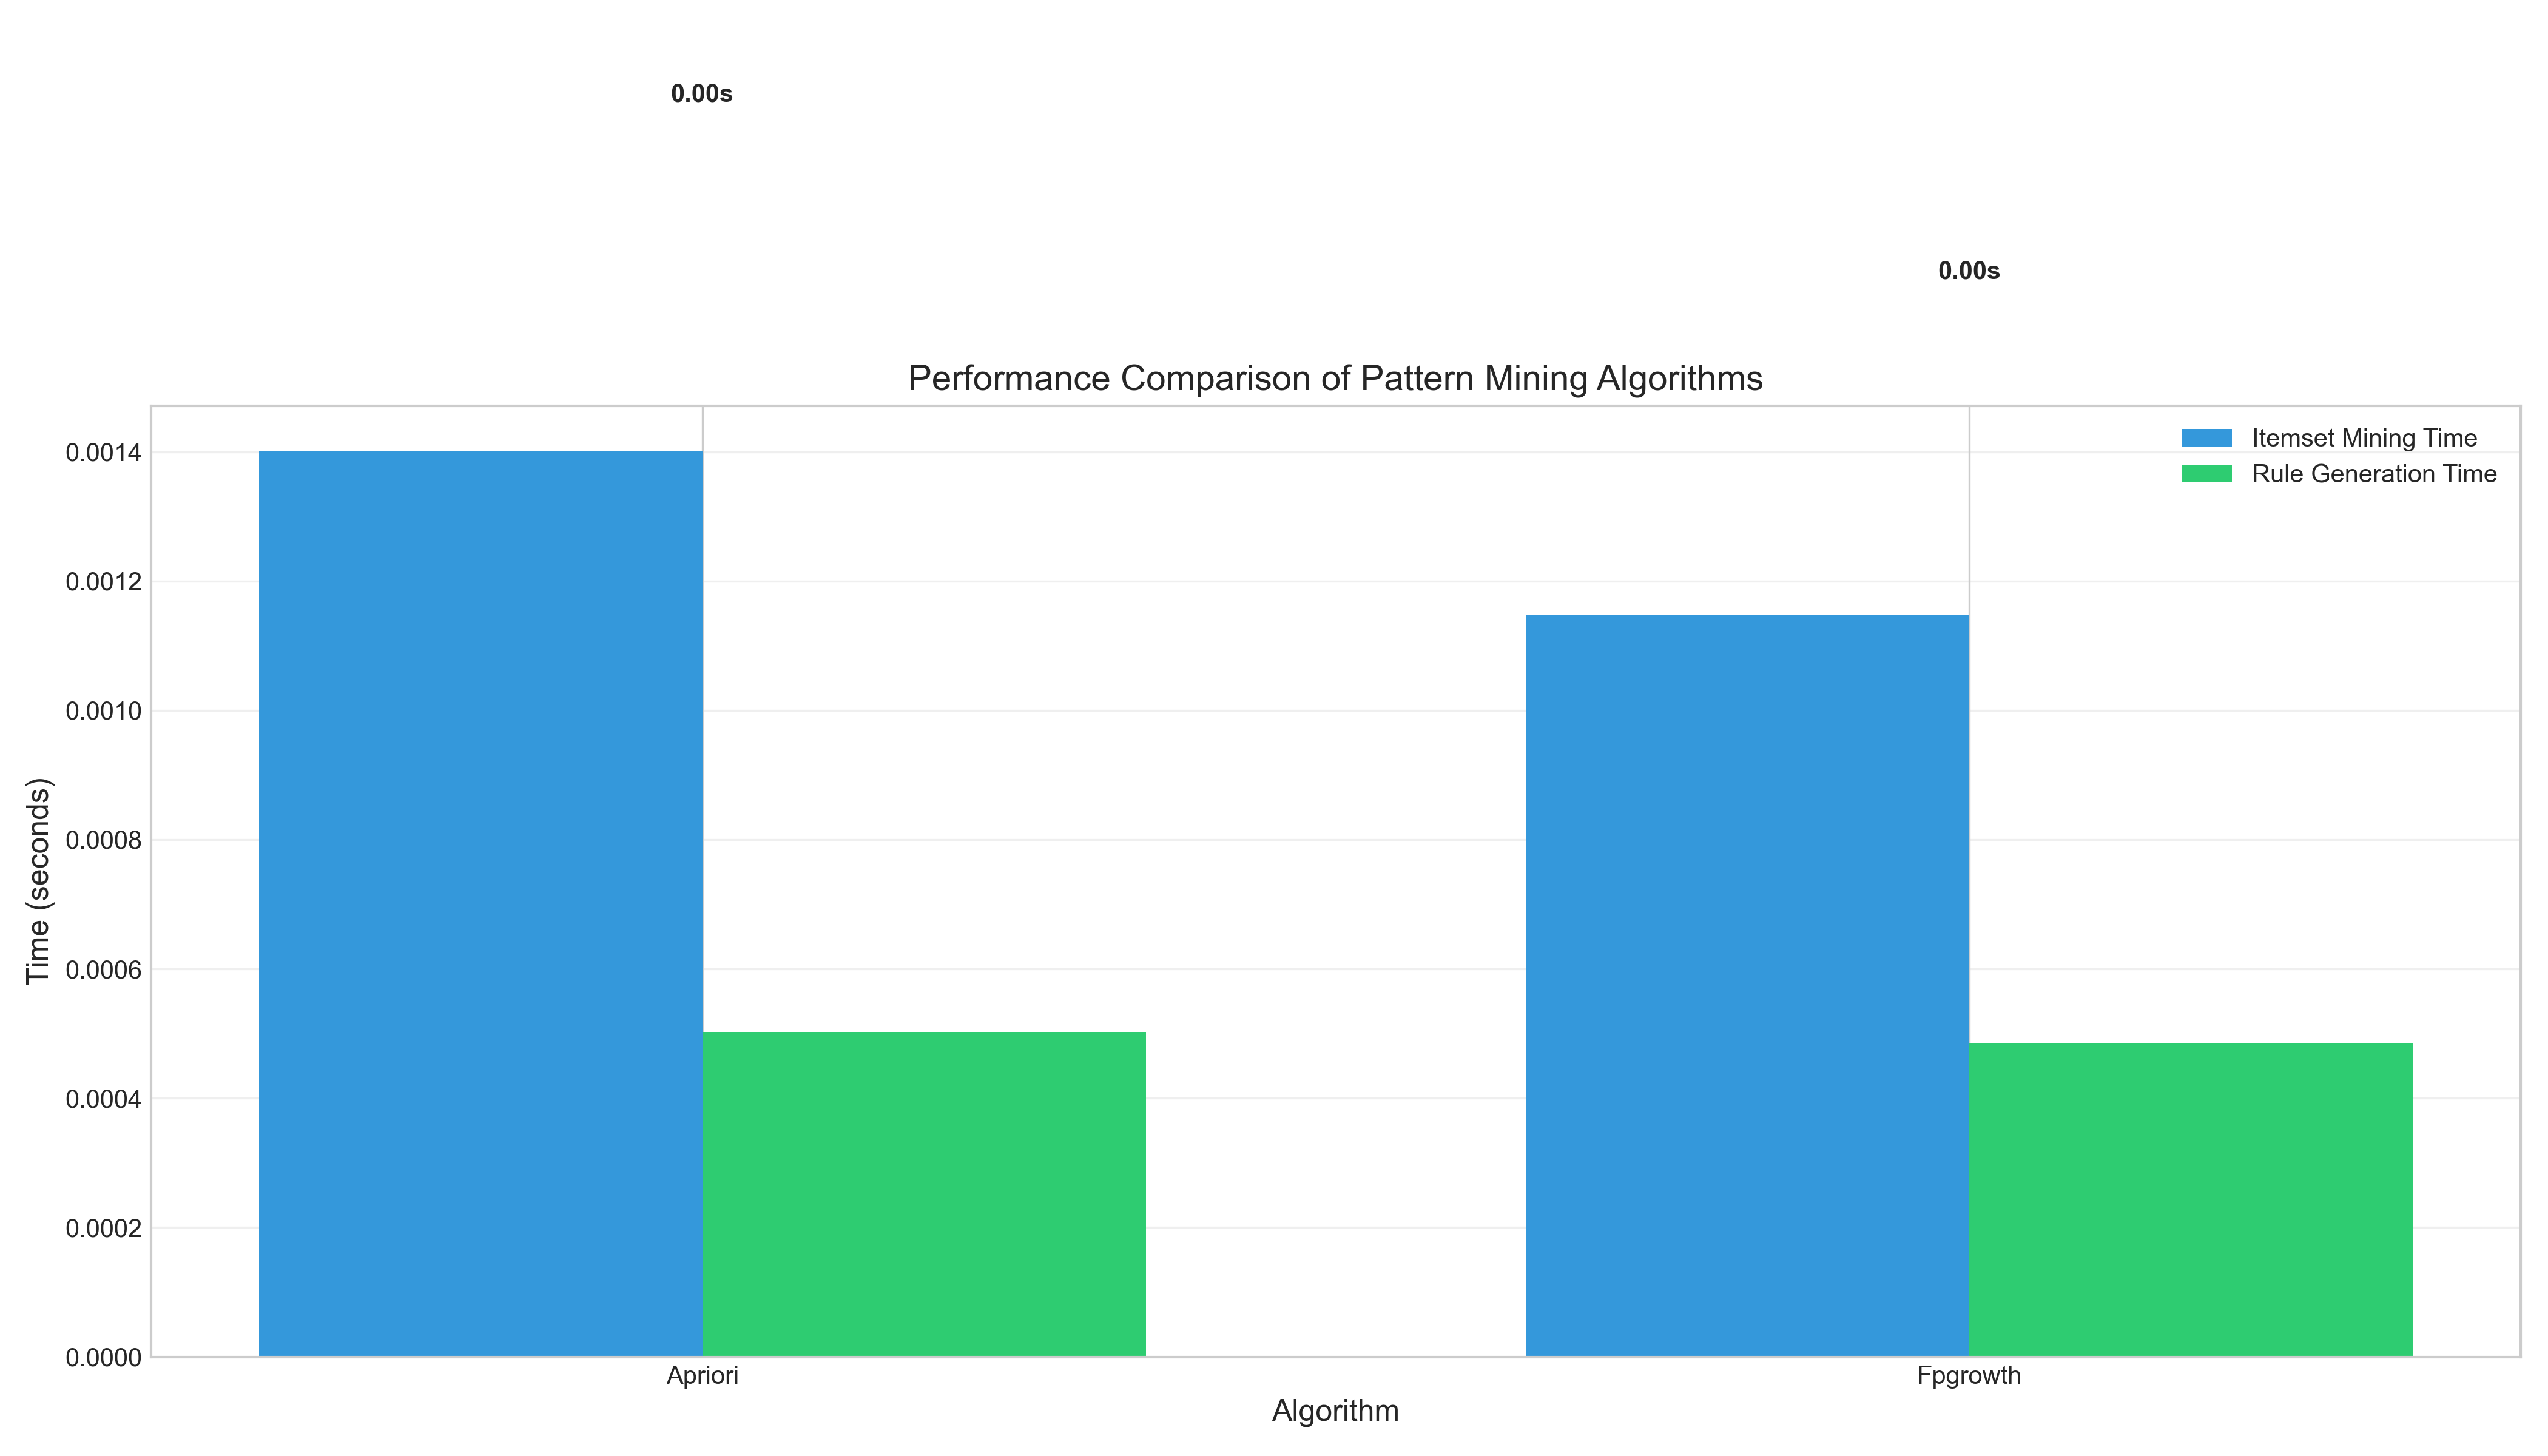 0.00s
0.00s
Performance Comparison of Pattern Mining Algorithms
Itemset Mining Time
Rule Generation Time
0.0014
0.0012
0.0010
0.0008
0.0006
0.0004
0.0002
0.0000
Time (seconds)
Apriori
Fpgrowth
Algorithm